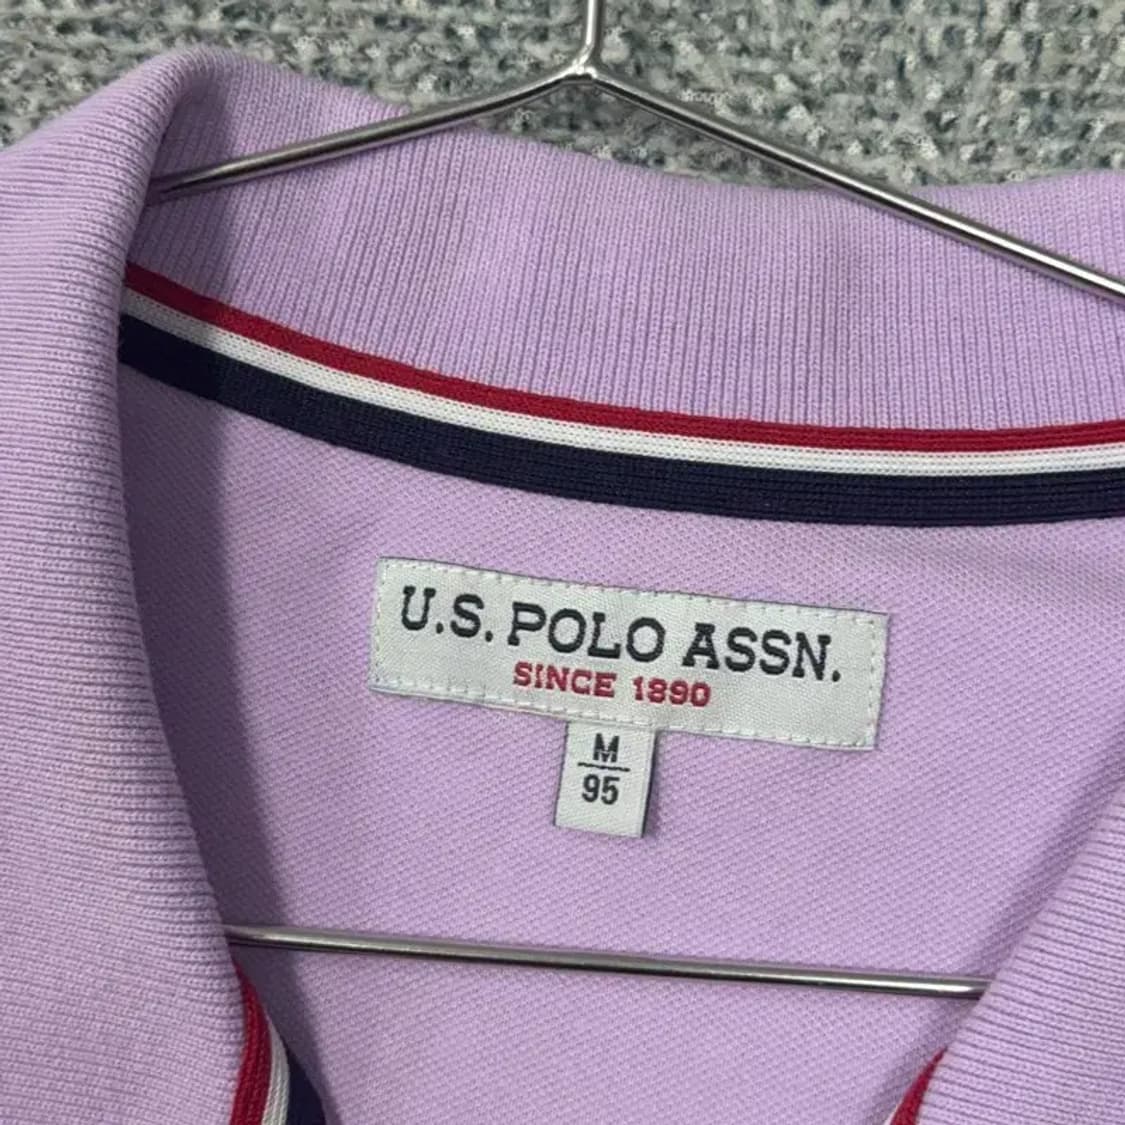 U.S. POLO ASSN.
SINCE 1890
M
95